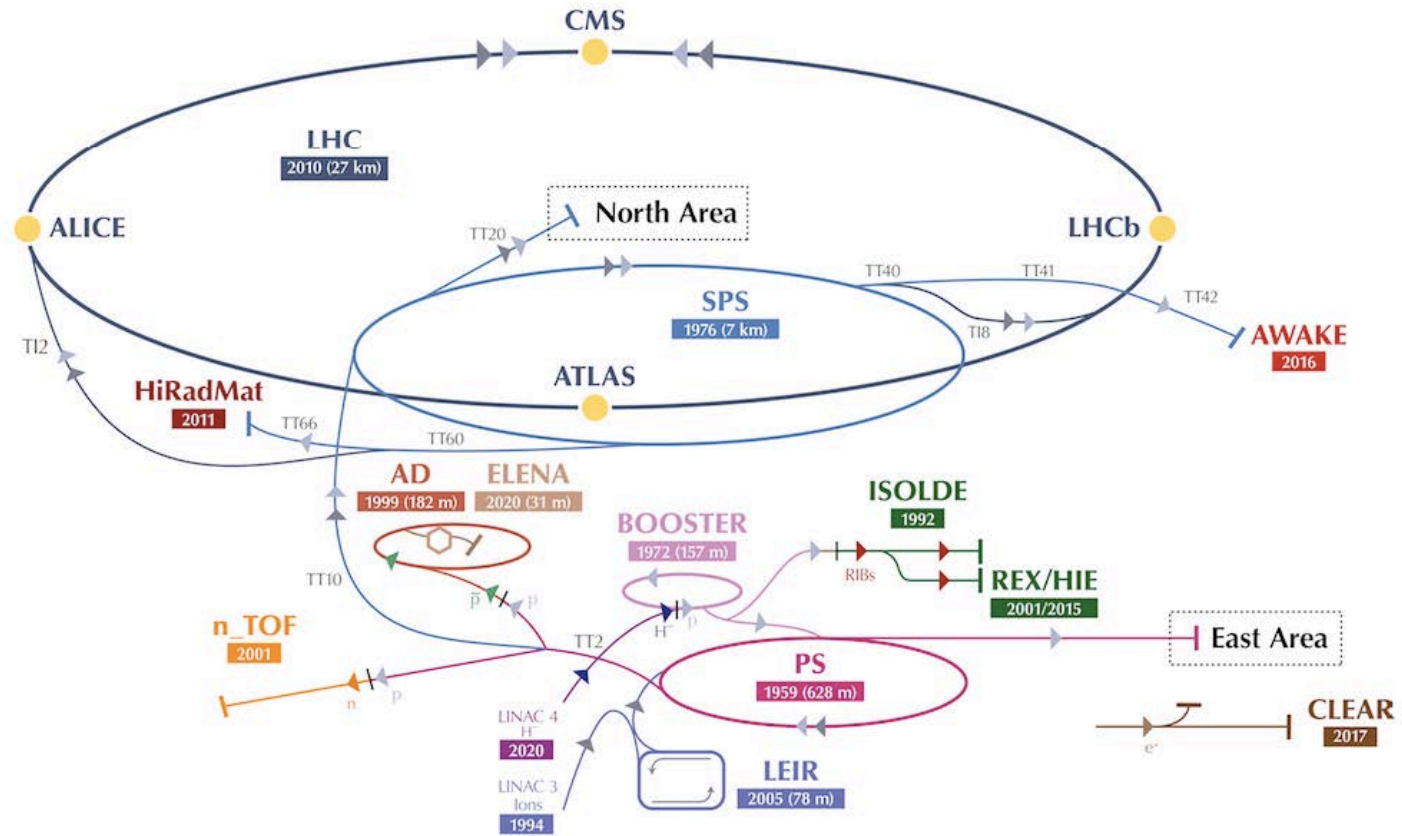 CMS
LHC
2010 (27 km)
North Area
TT20
ALICE
LHCb
TT40
TT41
TT42
SPS
1976 (7 km)
TI8
AWAKE
2016
TI2
ATLAS
HiRadMat
2011
TT66
TT60
AD
1999 (182 m)
ELENA
2020 (31 m)
ISOLDE
1992
BOOSTER
1972 (157 m)
RIBs
REX/HIE
2001/2015
TT10
p̄
p
H⁻
p
n_TOF
2001
TT2
East Area
n
p
PS
1959 (628 m)
LINAC 4
H⁻
2020
CLEAR
2017
e⁻
LEIR
2005 (78 m)
LINAC 3
Ions
1994